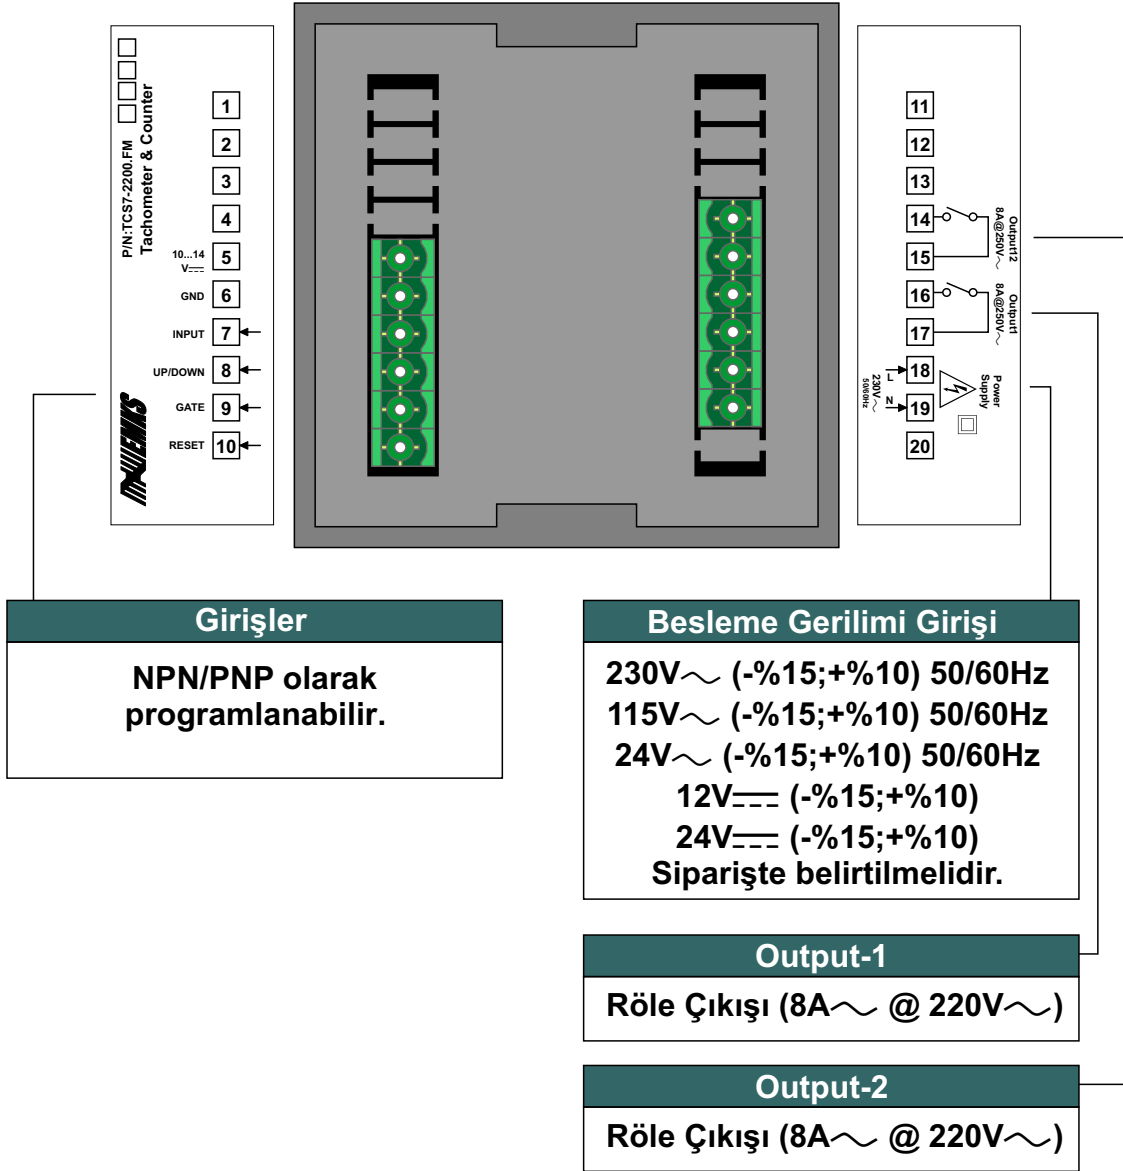 P/N:TCS7-2200.FM
Tachometer & Counter
1
2
3
4
10...14
V
5
GND 6
INPUT 7
UP/DOWN 8
GATE 9
RESET 10
EMKS
11
12
13
14
15
16
17
18
19
20
Output12
8A@250V
Output1
8A@250V
Power
Supply
L
N
230V
50/60Hz
Girişler
NPN/PNP olarak
programlanabilir.
Besleme Gerilimi Girişi
230V (-%15;+%10) 50/60Hz
115V (-%15;+%10) 50/60Hz
24V (-%15;+%10) 50/60Hz
12V (-%15;+%10)
24V (-%15;+%10)
Siparişte belirtilmelidir.
Output-1
Röle Çıkışı (8A @ 220V)
Output-2
Röle Çıkışı (8A @ 220V)